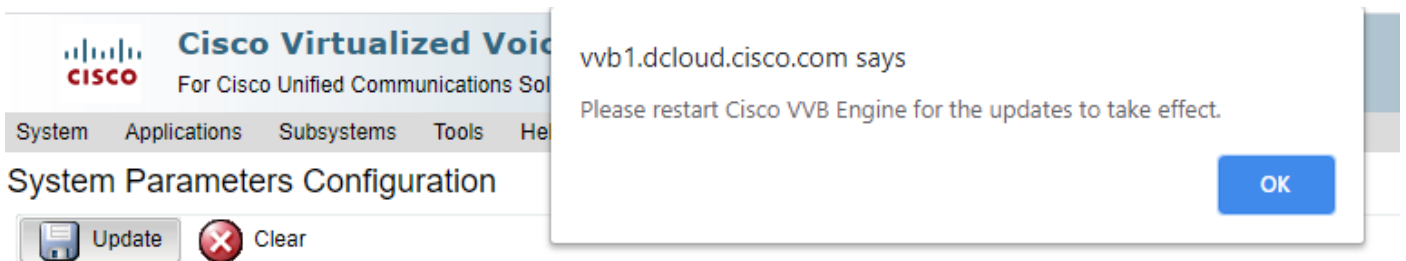 CISCO
Cisco Virtualized Voic
For Cisco Unified Communications Sol
System Applications Subsystems Tools Hel
System Parameters Configuration
Update Clear
vvb1.dcloud.cisco.com says
Please restart Cisco VVB Engine for the updates to take effect.
OK